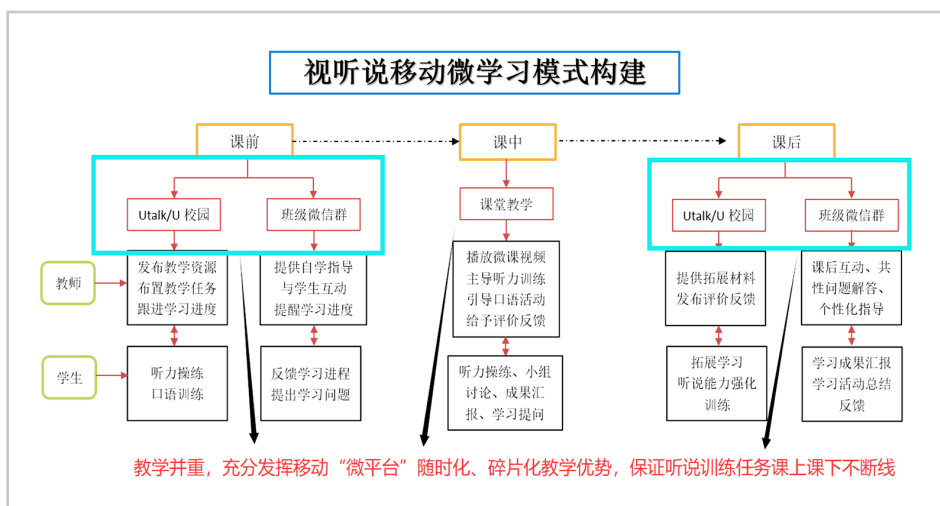 视听说移动微学习模式构建
课前
课中
课后
Utalk/U 校园
班级微信群
课堂教学
Utalk/U 校园
班级微信群
教师
发布教学资源
布置教学任务
跟进学习进度
提供自学指导
与学生互动
提醒学习进度
播放微课视频
主导听力训练
引导口语活动
给予评价反馈
提供拓展材料
发布评价反馈
课后互动、共
性问题解答、
个性化指导
学生
听力操练
口语训练
反馈学习进程
提出学习问题
听力操练、小组
讨论、成果汇
报、学习提问
拓展学习
听说能力强化
训练
学习成果汇报
学习活动总结
反馈
教学并重，充分发挥移动“微平台”随时化、碎片化教学优势，保证听说训练任务课上课下不断线